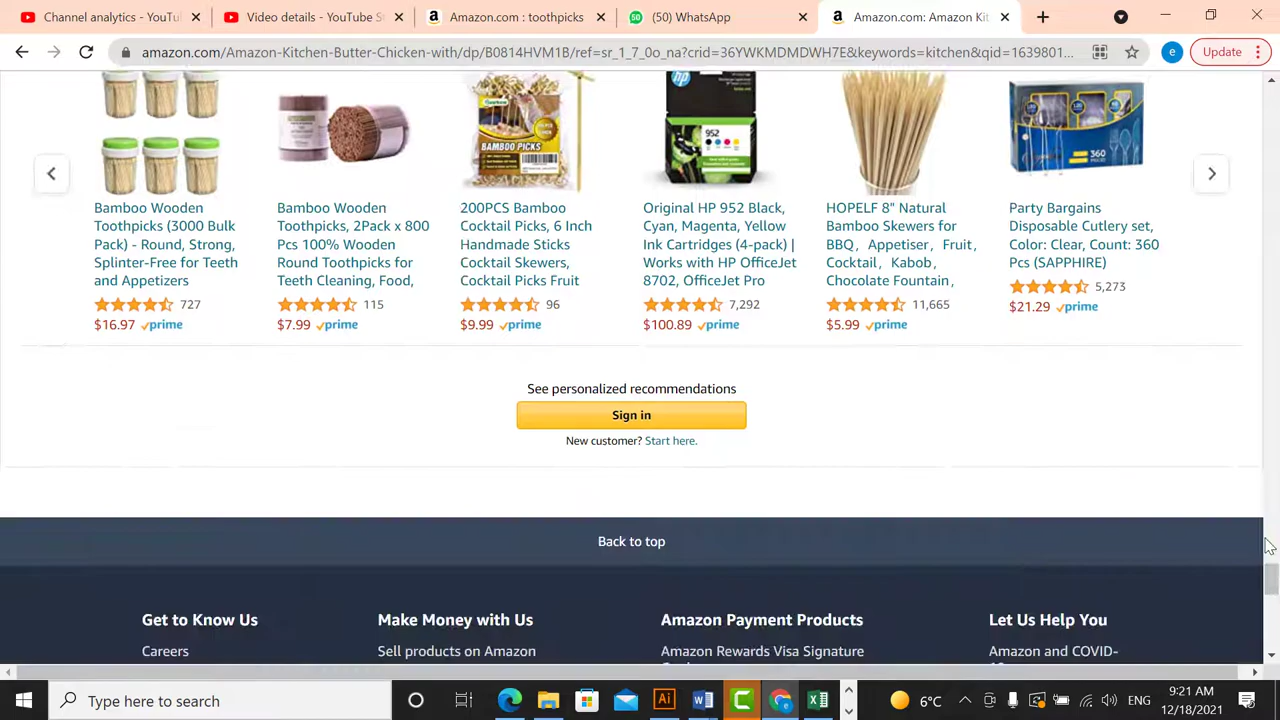 Channel analytics - YouTu
Video details - YouTube S
Amazon.com : toothpicks
50
(50) WhatsApp
Amazon.com: Amazon Kit
amazon.com/Amazon-Kitchen-Butter-Chicken-with/dp/B0814HVM1B/ref=sr_1_7_0o_na?crid=36YWKMDMDWH7E&keywords=kitchen&qid=1639801...
e
Update
BAMBOO PICKS
hp
952
360
Bamboo Wooden
Toothpicks (3000 Bulk
Pack) - Round, Strong,
Splinter-Free for Teeth
and Appetizers
727
$16.97 prime
Bamboo Wooden
Toothpicks, 2Pack x 800
Pcs 100% Wooden
Round Toothpicks for
Teeth Cleaning, Food,
115
$7.99 prime
200PCS Bamboo
Cocktail Picks, 6 Inch
Handmade Sticks
Cocktail Skewers,
Cocktail Picks Fruit
96
$9.99 prime
Original HP 952 Black,
Cyan, Magenta, Yellow
Ink Cartridges (4-pack) |
Works with HP OfficeJet
8702, OfficeJet Pro
7,292
$100.89 prime
HOPELF 8" Natural
Bamboo Skewers for
BBQ，Appetiser，Fruit，
Cocktail，Kabob，
Chocolate Fountain，
11,665
$5.99 prime
Party Bargains
Disposable Cutlery set,
Color: Clear, Count: 360
Pcs (SAPPHIRE)
5,273
$21.29 prime
See personalized recommendations
Sign in
New customer? Start here.
Back to top
Get to Know Us
Careers
Make Money with Us
Sell products on Amazon
Amazon Payment Products
Amazon Rewards Visa Signature
Let Us Help You
Amazon and COVID-
Type here to search
Ai
6°C
ENG
9:21 AM
12/18/2021